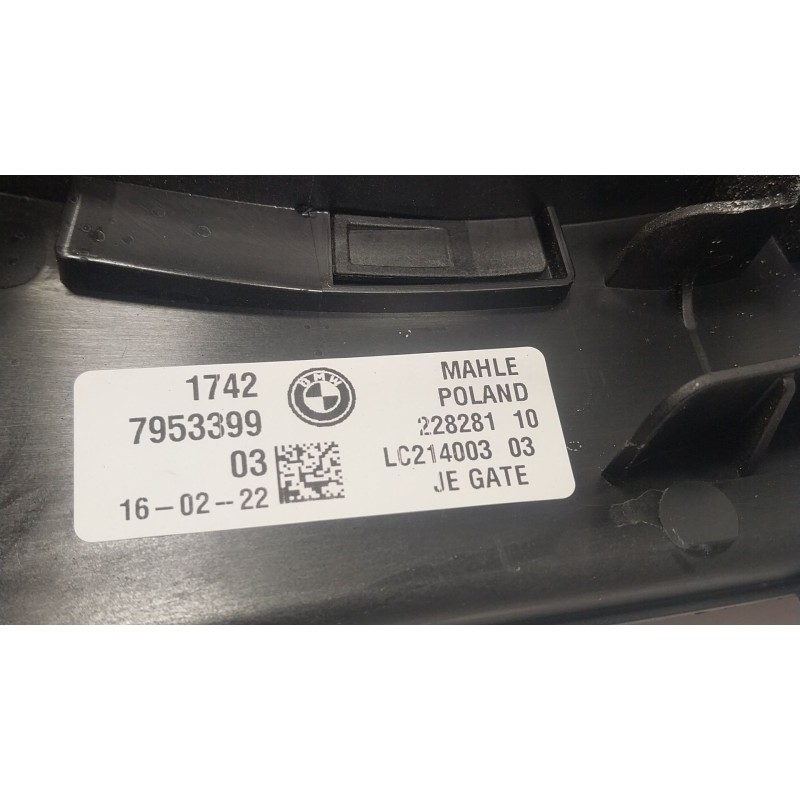 1742
7953399
03
16-02-22
BMW
MAHLE
POLAND
228281 10
LC214003 03
JE GATE